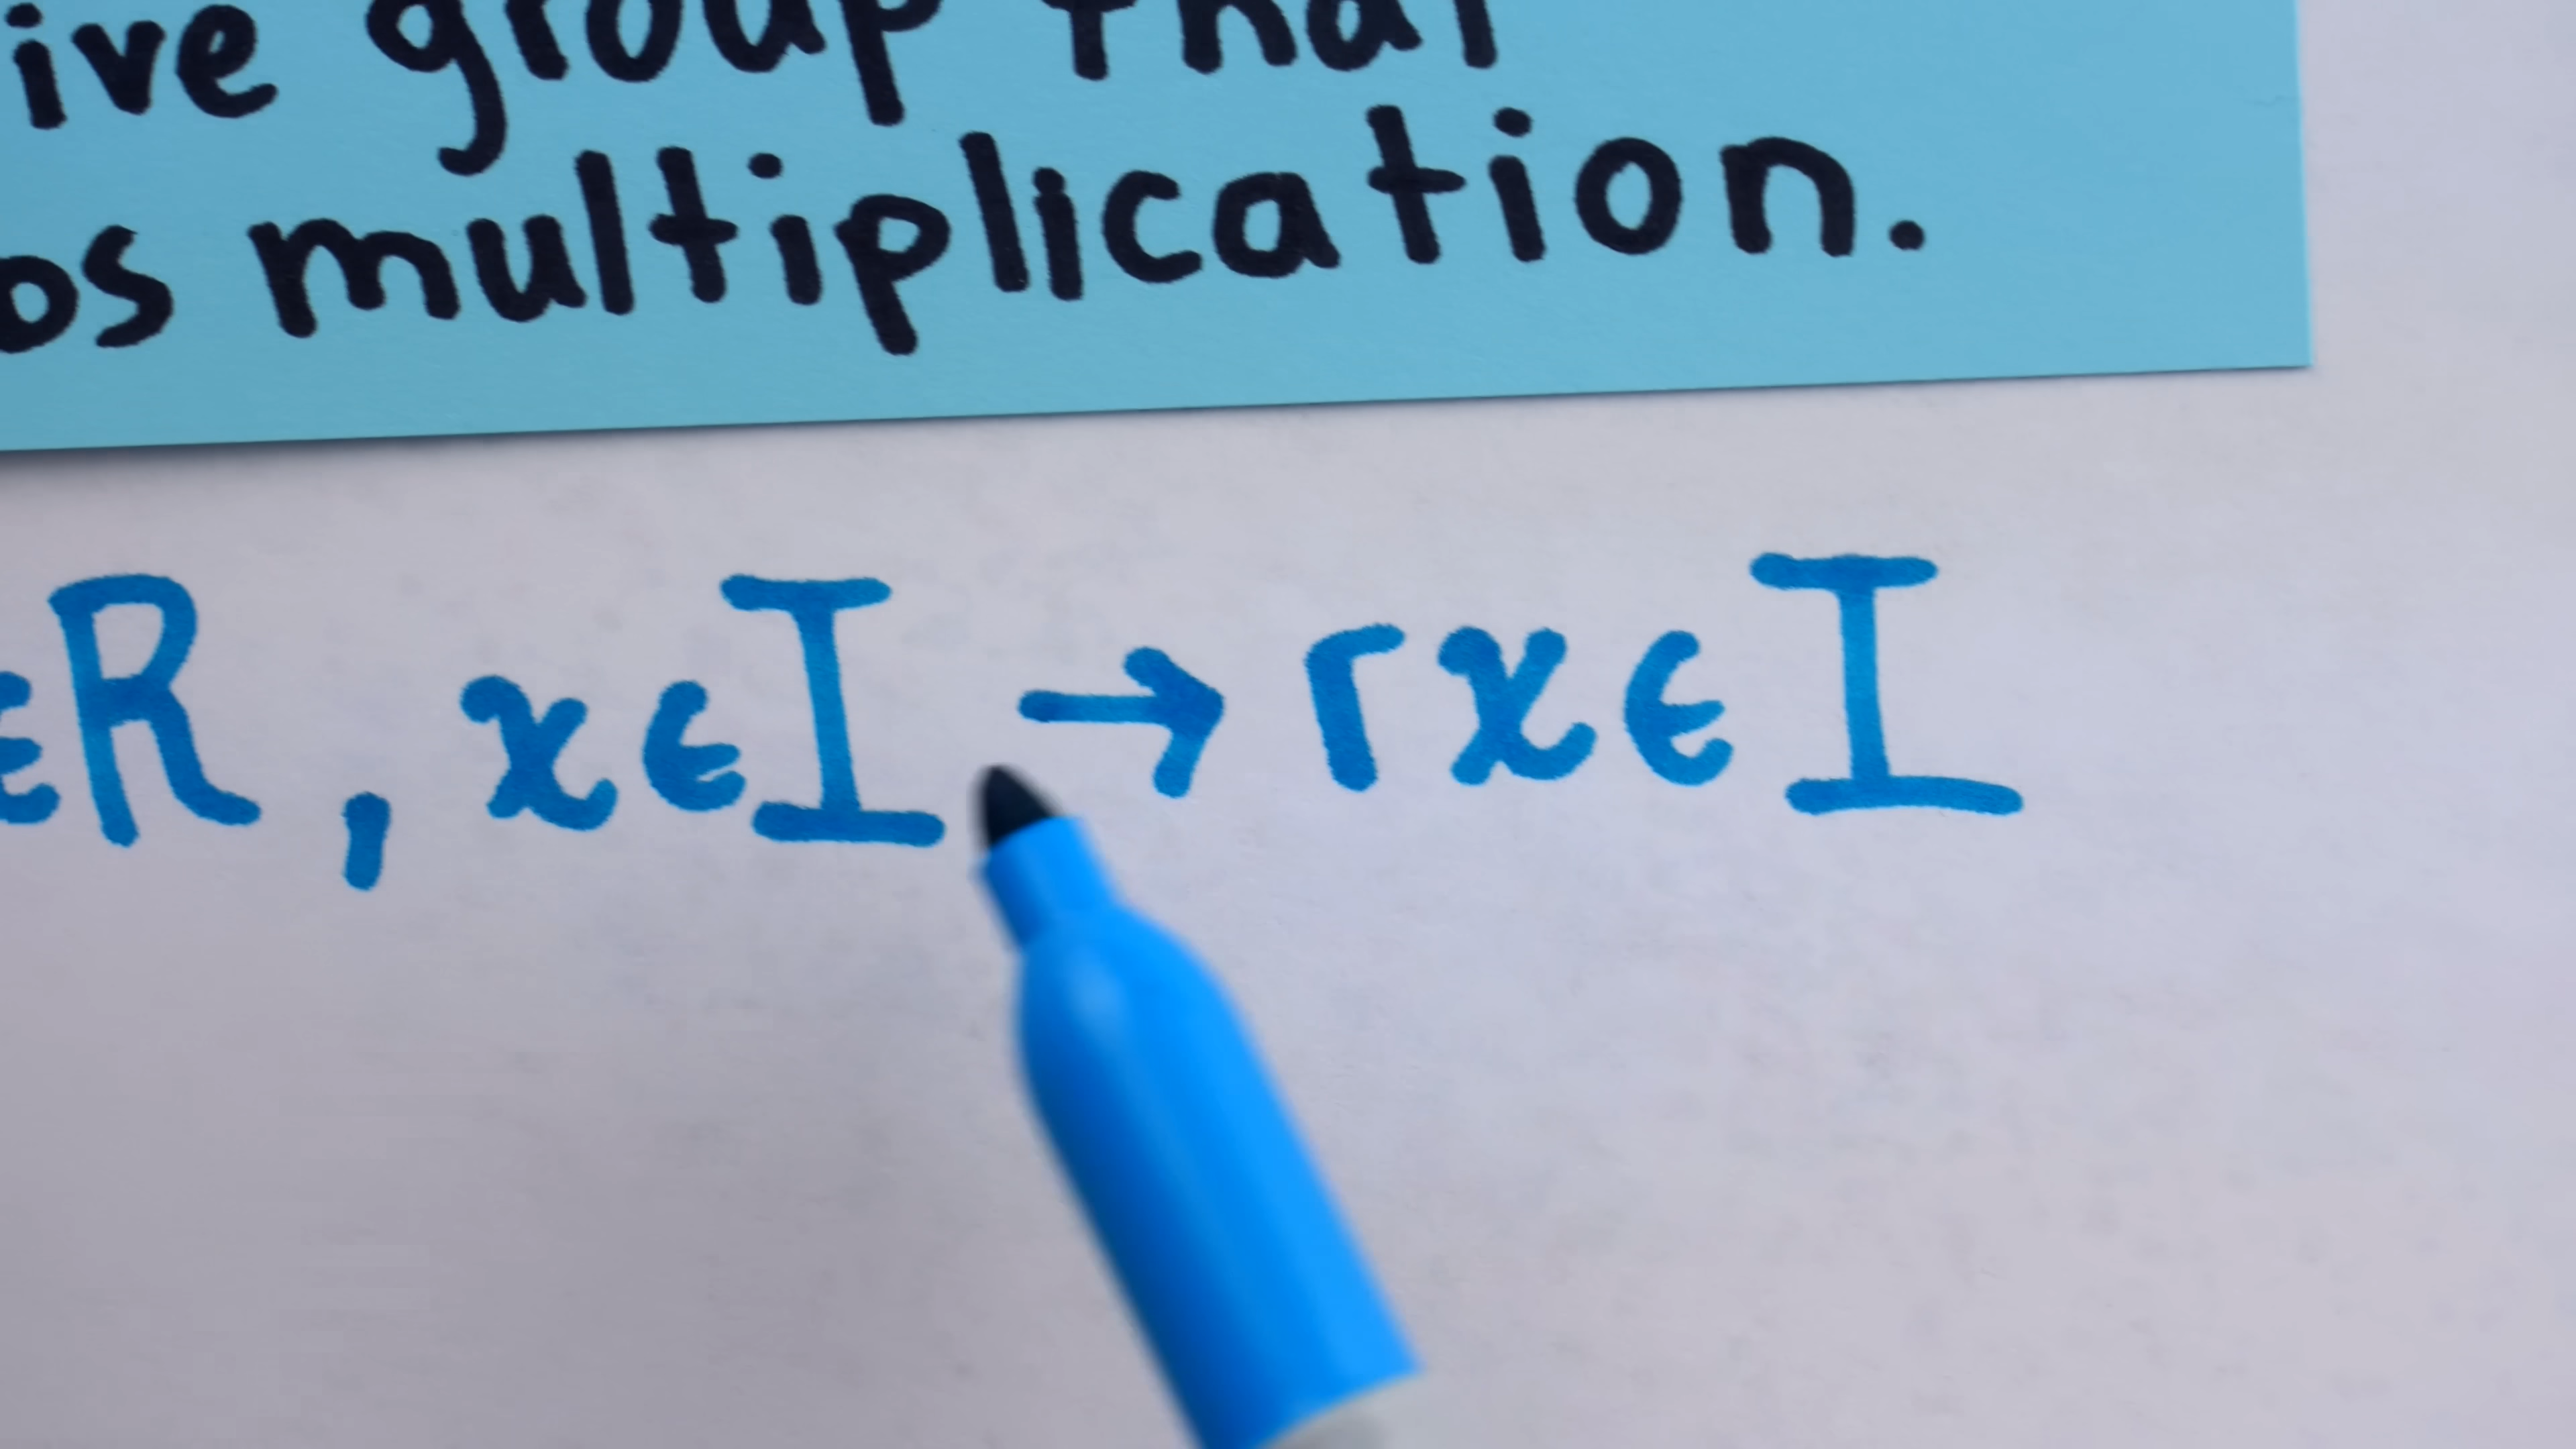 ive group that
os multiplication.
∈R, x∈I → rx∈I